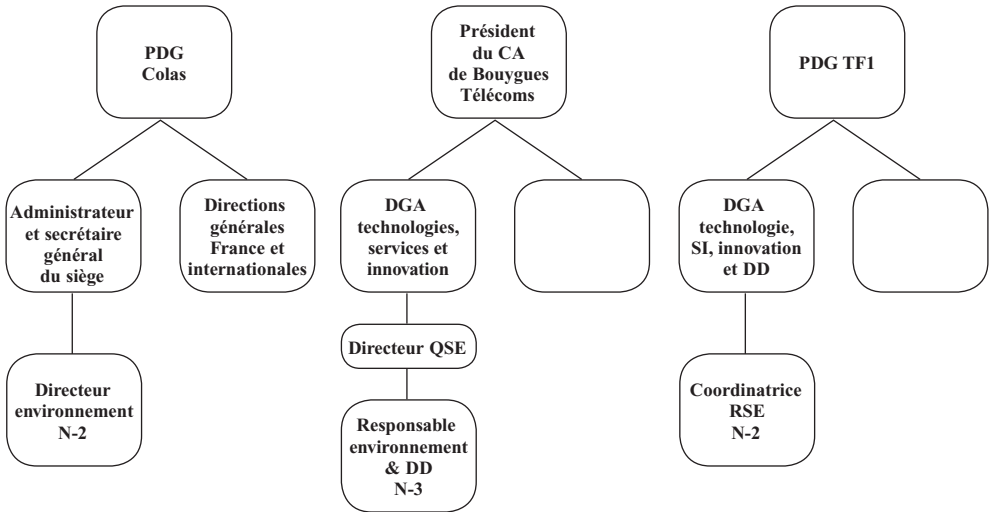 PDG
Colas
Président
du CA
de Bouygues
Télécoms
PDG TF1
Administrateur
et secrétaire
général
du siège
Directions
générales
France et
internationales
DGA
technologies,
services et
innovation
DGA
technologie,
SI, innovation
et DD
Directeur QSE
Directeur
environnement
N-2
Responsable
environnement
& DD
N-3
Coordinatrice
RSE
N-2